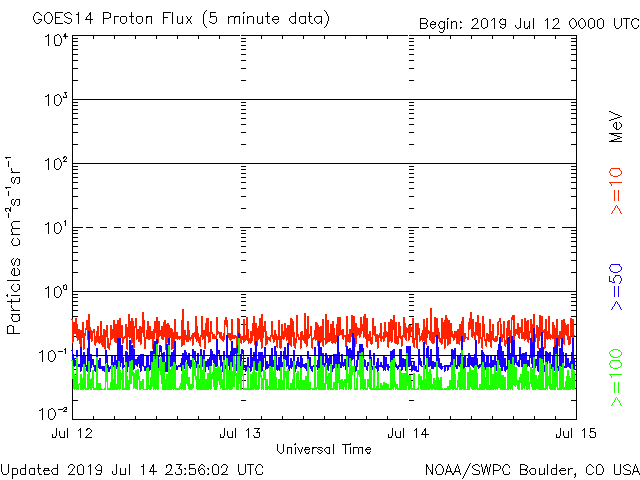 GOES14 Proton Flux (5 minute data)
Begin: 2019 Jul 12 0000 UTC
10⁴
10³
10²
10¹
10⁰
10⁻¹
10⁻²
Particles cm⁻²s⁻¹sr⁻¹
MeV
>=10
>=50
>=100
Jul 12
Jul 13
Jul 14
Jul 15
Universal Time
Updated 2019 Jul 14 23:56:02 UTC
NOAA/SWPC Boulder, CO USA